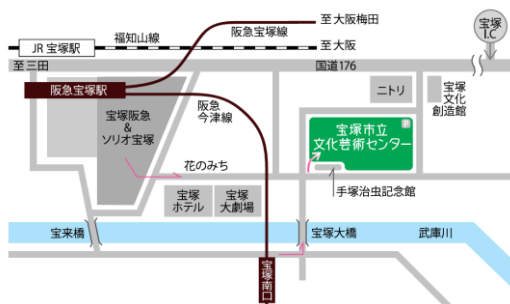 至大阪梅田
宝塚
I.C
福知山線
阪急宝塚線
JR 宝塚駅
至大阪
至三田
国道176
阪急宝塚駅
ニトリ
宝塚
文化
創造館
宝塚阪急
&
ソリオ宝塚
阪急
今津線
P
宝塚市立
文化芸術センター
花のみち
手塚治虫記念館
宝塚
ホテル
宝塚
大劇場
宝来橋
宝塚大橋
武庫川
宝塚南口